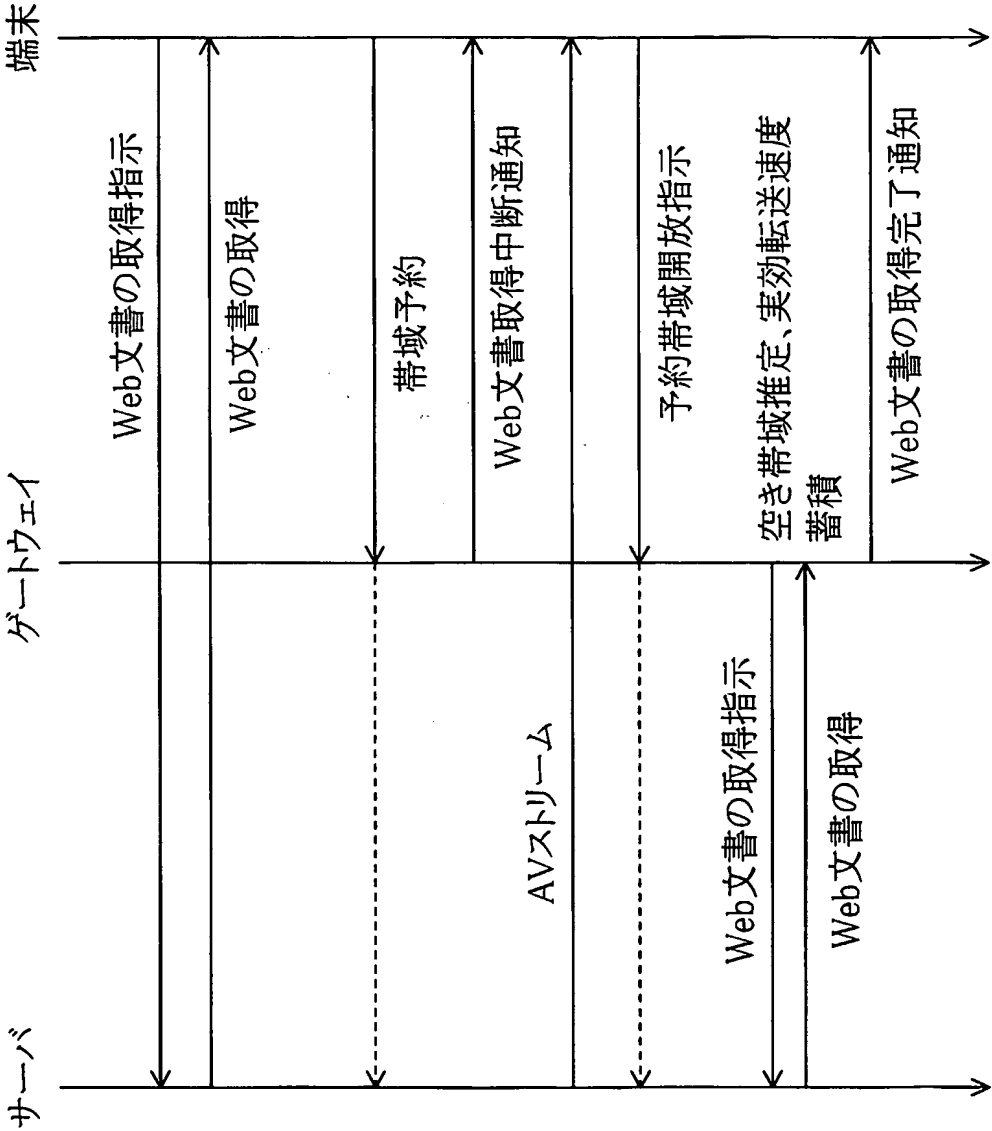 サーバ
ゲートウェイ
端末
Web文書の取得指示
Web文書の取得
帯域予約
Web文書取得中断通知
AVストリーム
予約帯域開放指示
Web文書の取得指示
空き帯域推定、実効転送速度
蓄積
Web文書の取得
Web文書の取得完了通知